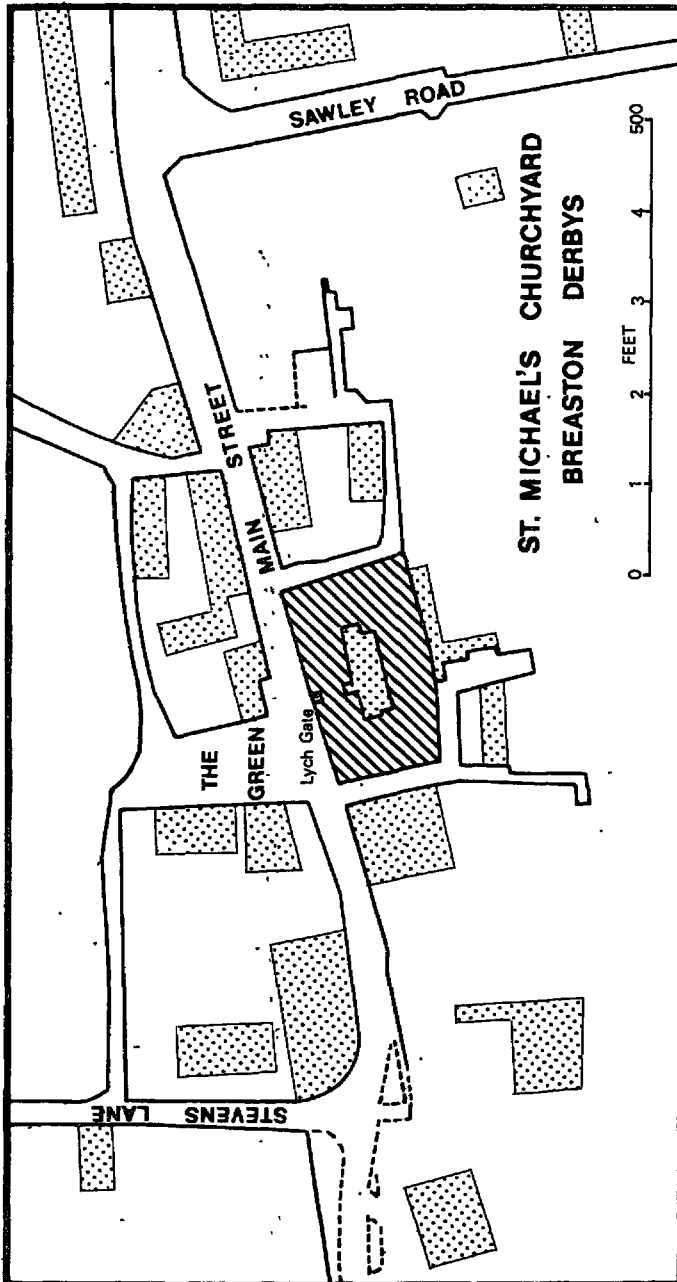 SAWLEY ROAD
MAIN STREET
THE
GREEN
Lych Gate
STEVENS LANE
ST. MICHAEL'S CHURCHYARD
BREASTON DERBYS
0 1 2 3 4 500
FEET